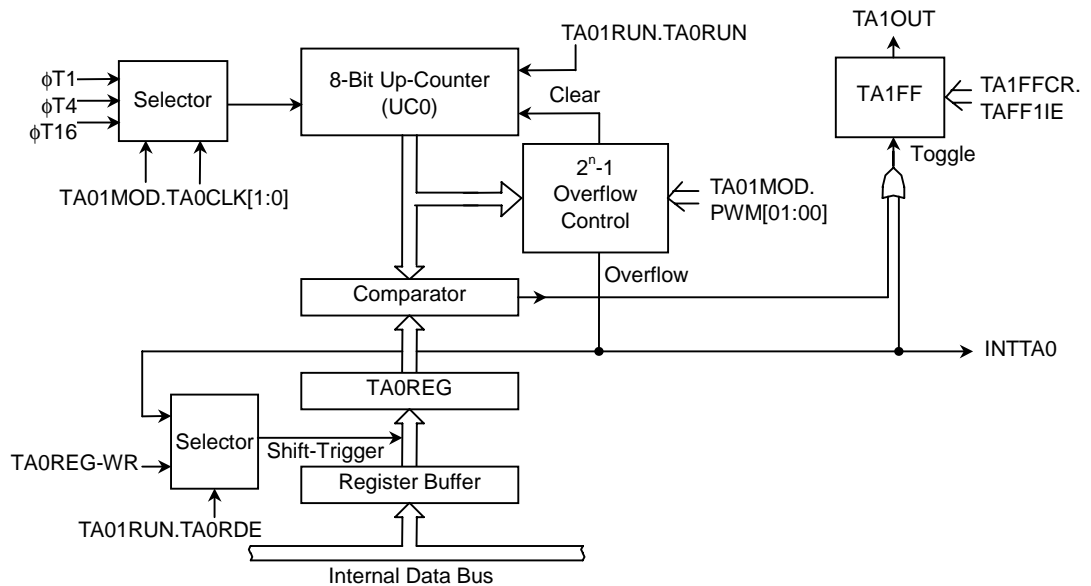 TA1OUT
TA01RUN.TA0RUN
ϕT1
ϕT4
ϕT16
Selector
8-Bit Up-Counter
(UC0)
Clear
TA1FF
TA1FFCR.
TAFF1IE
Toggle
TA01MOD.TA0CLK[1:0]
2ⁿ-1
Overflow
Control
TA01MOD.
PWM[01:00]
Overflow
Comparator
INTTA0
TA0REG
Selector
Shift-Trigger
TA0REG-WR
Register Buffer
TA01RUN.TA0RDE
Internal Data Bus